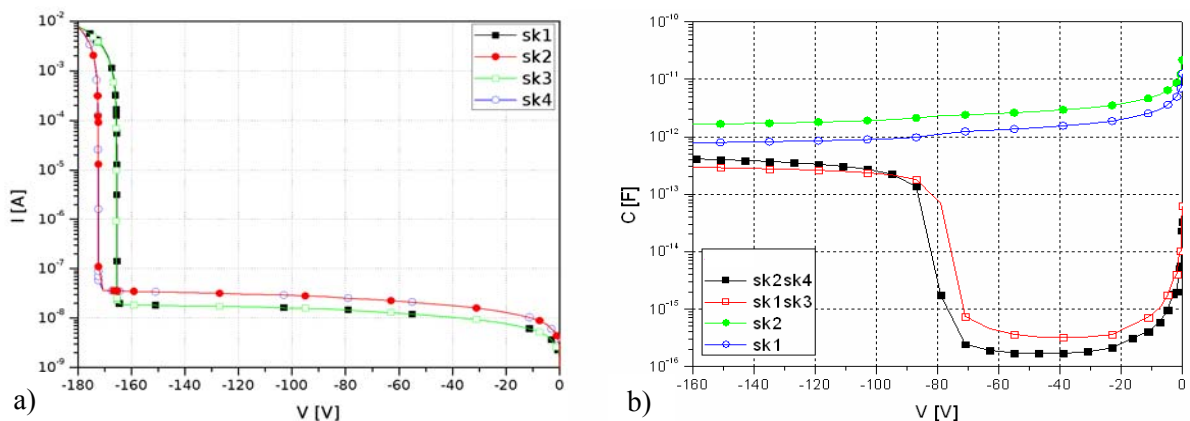 10⁻²
10⁻³
10⁻⁴
10⁻⁵
10⁻⁶
10⁻⁷
10⁻⁸
10⁻⁹
I [A]
sk1
sk2
sk3
sk4
-180 -160 -140 -120 -100 -80 -60 -40 -20 0
V [V]
a)
10⁻¹⁰
10⁻¹¹
10⁻¹²
10⁻¹³
10⁻¹⁴
10⁻¹⁵
10⁻¹⁶
C [F]
sk2sk4
sk1sk3
sk2
sk1
-160 -140 -120 -100 -80 -60 -40 -20 0
V [V]
b)